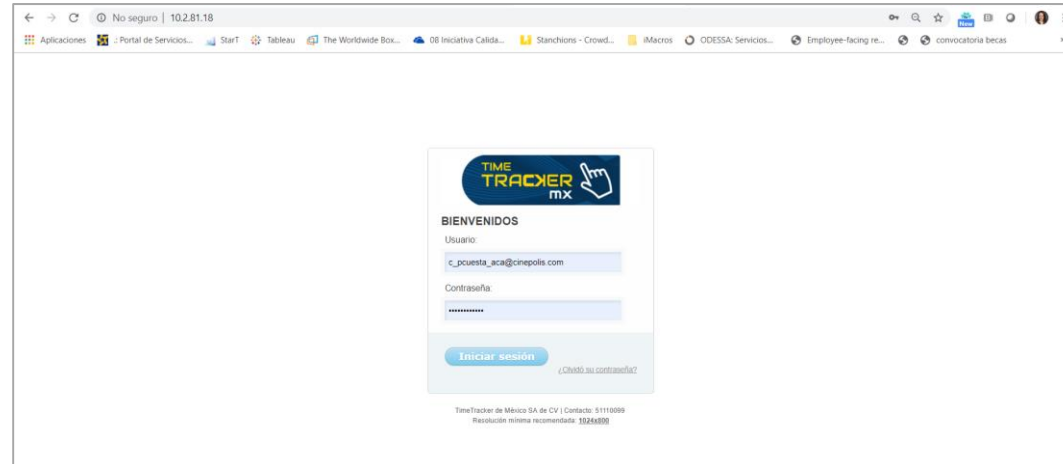 No seguro | 10.2.81.18
New
Aplicaciones .: Portal de Servicios... StarT Tableau The Worldwide Box... 08 Iniciativa Calida... Stanchions - Crowd... iMacros ODESSA: Servicios... Employee-facing re... convocatoria becas
TIME
TRACKER
mx
BIENVENIDOS
Usuario:
c_pcuesta_aca@cinepolis.com
Contraseña:
••••••••••••
Iniciar sesión
¿Olvidó su contraseña?
TimeTracker de México SA de CV | Contacto: 51110099
Resolución mínima recomendada: 1024x800